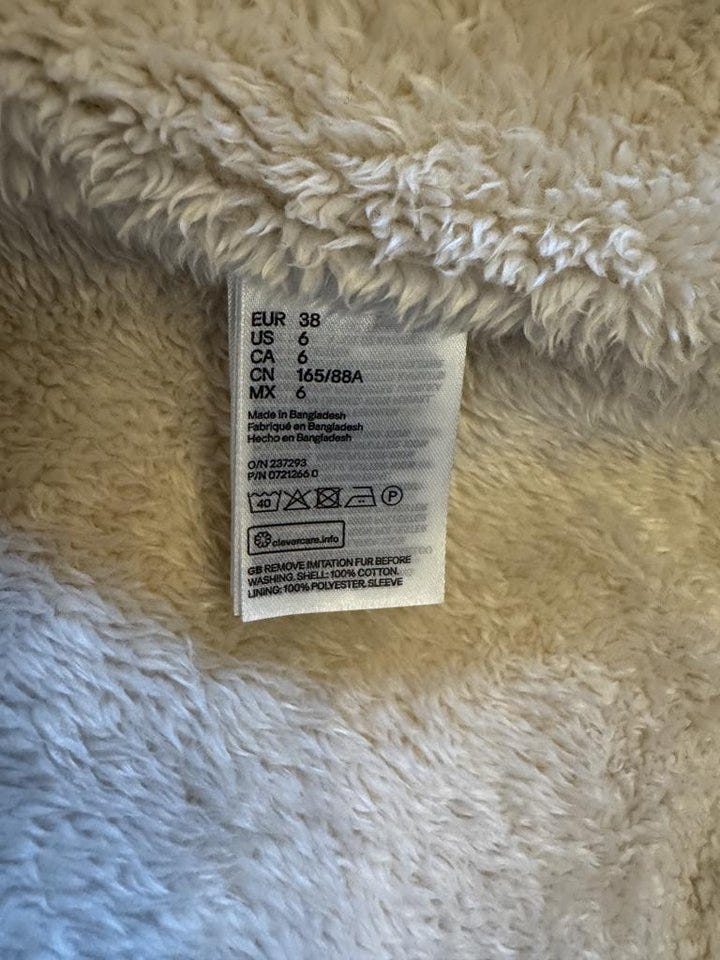 EUR 38
US 6
CA 6
CN 165/88A
MX 6
Made in Bangladesh
Fabriqué en Bangladesh
Hecho en Bangladesh
O/N 237293
P/N 0721266 0
40 P
clevercare.info
GB REMOVE IMITATION FUR BEFORE
WASHING. SHELL: 100% COTTON.
LINING: 100% POLYESTER. SLEEVE